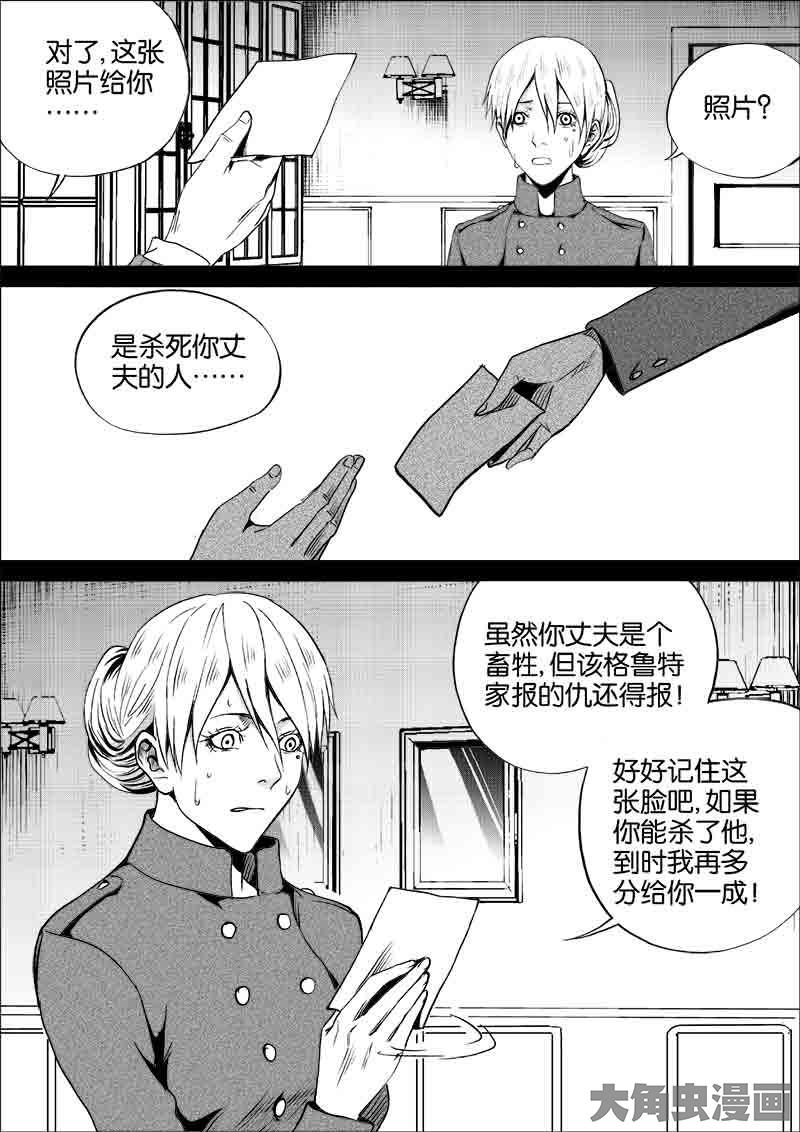 对了,这张
照片给你
……
照片?
是杀死你丈
夫的人……
虽然你丈夫是个
畜牲,但该格鲁特
家报的仇还得报!
好好记住这
张脸吧,如果
你能杀了他,
到时我再多
分给你一成!
大角虫漫画